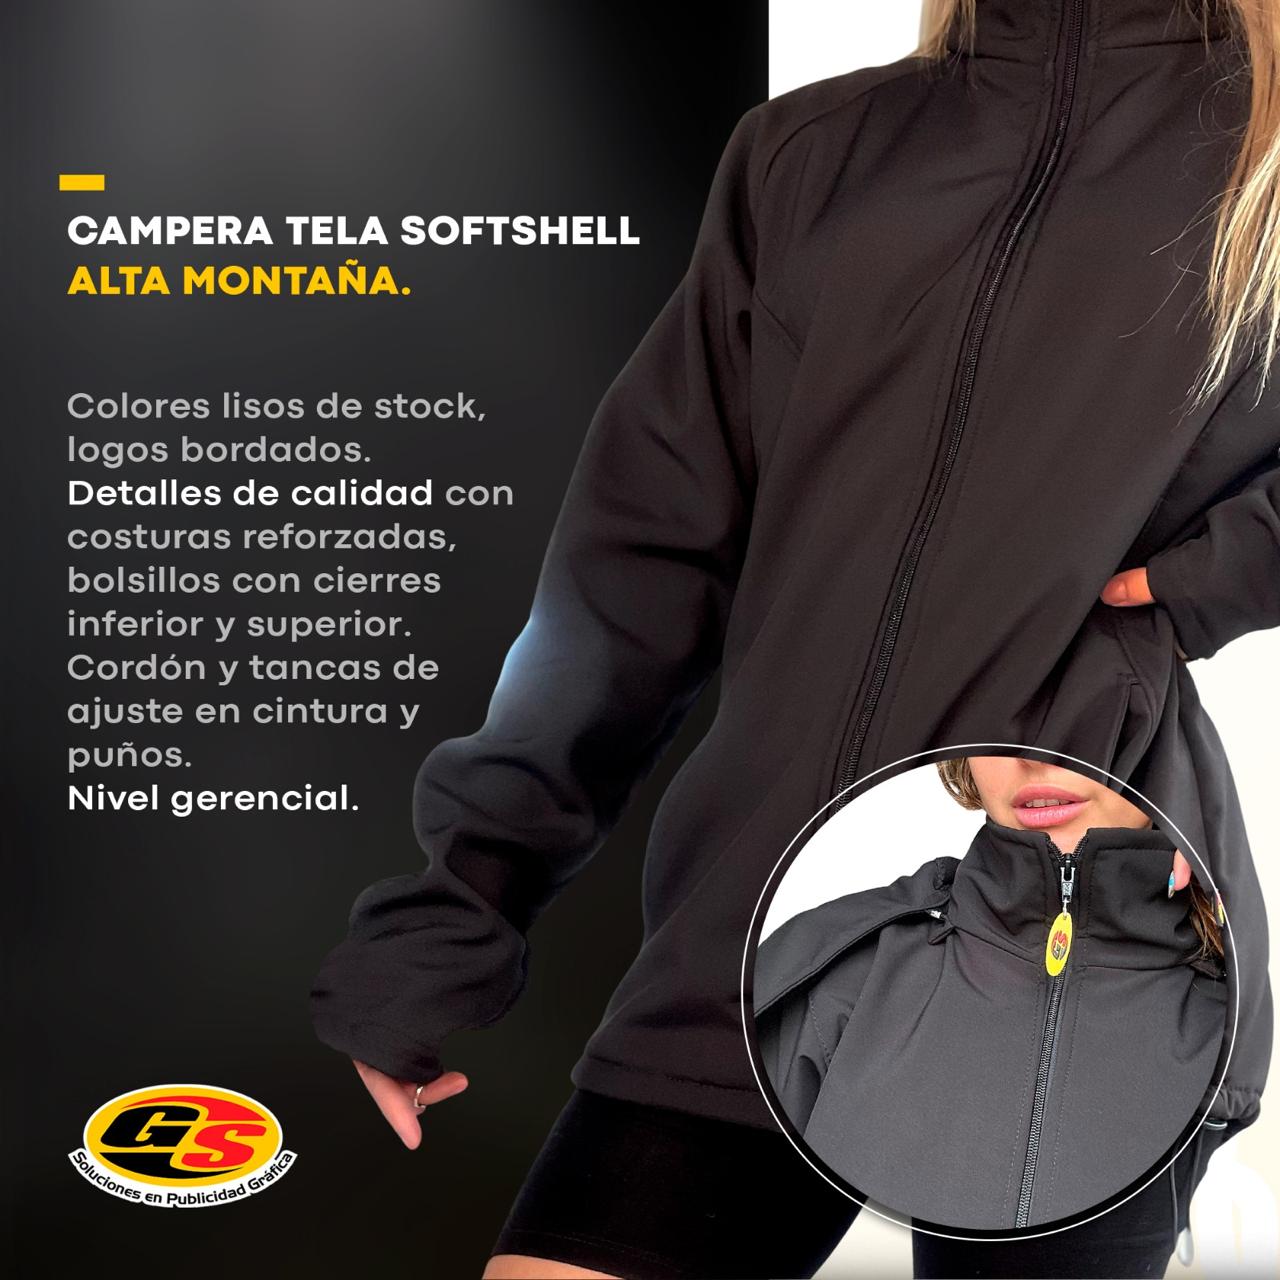 CAMPERA TELA SOFTSHELL
ALTA MONTAÑA.
Colores lisos de stock,
logos bordados.
Detalles de calidad con
costuras reforzadas,
bolsillos con cierres
inferior y superior.
Cordón y tancas de
ajuste en cintura y
puños.
Nivel gerencial.
GS
Soluciones en Publicidad Gráfica